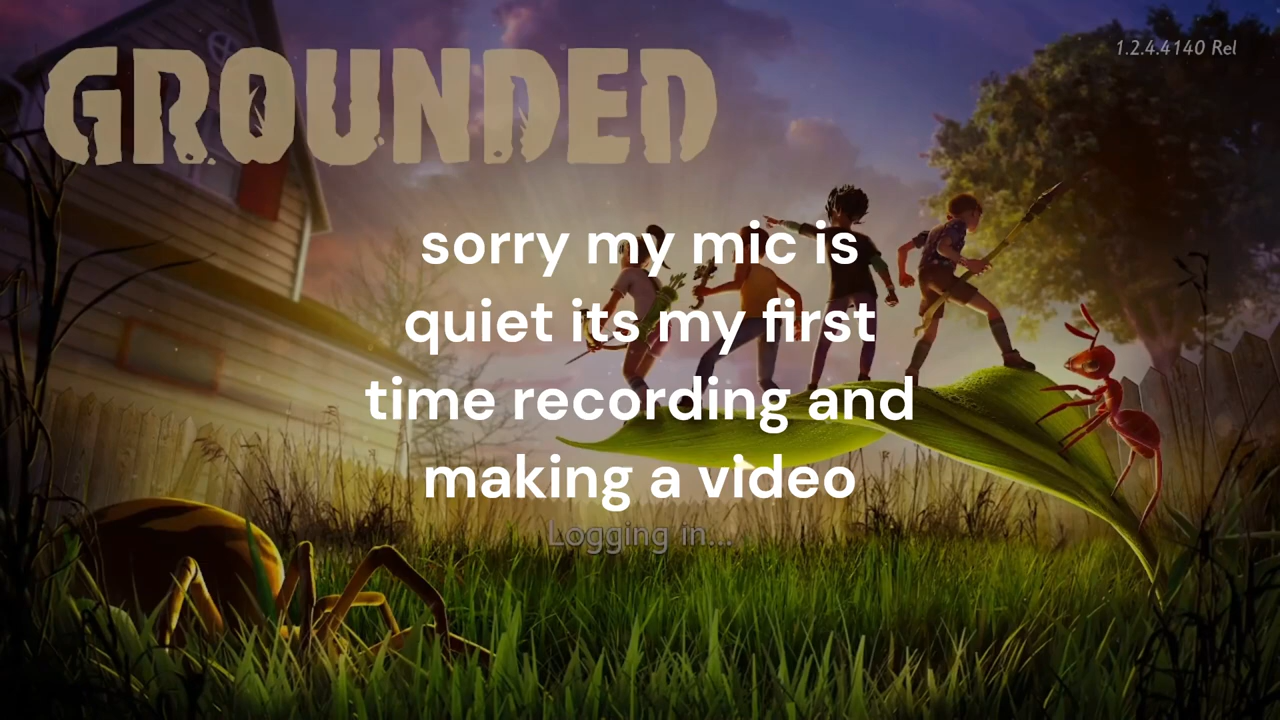 GROUNDED
1.2.4.4140 Rel
sorry my mic is
quiet its my first
time recording and
making a video
Logging in...